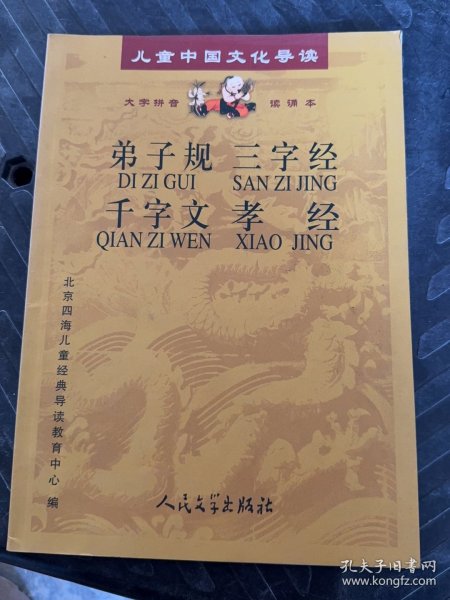 儿童中国文化导读
大字拼音 读诵本
弟子规 三字经
DI ZI GUI SAN ZI JING
千字文 孝 经
QIAN ZI WEN XIAO JING
北京四海儿童经典导读教育中心 编
人民文学出版社
孔夫子旧书网
www.kongfz.com